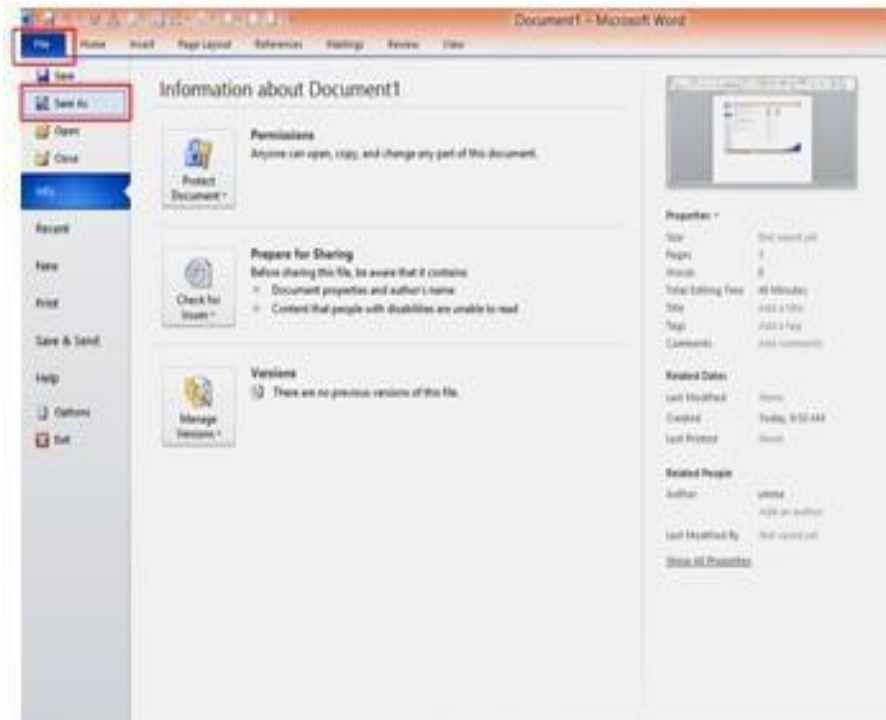 Document1 - Microsoft Word
File Home Insert Page Layout References Mailings Review View
Save
Save As
Open
Close
Info
Recent
New
Print
Save & Send
Help
Options
Exit
Information about Document1
Protect
Document
Permissions
Anyone can open, copy, and change any part of this document.
Check for
Issues
Prepare for Sharing
Before sharing this file, be aware that it contains:
Document properties and author's name
Content that people with disabilities are unable to read
Manage
Versions
Versions
There are no previous versions of this file.
Properties
Size Not saved yet
Pages 1
Words 0
Total Editing Time Minutes
Title Add a title
Tags Add a tag
Comments Add comments
Related Dates
Last Modified Never
Created Today, AM
Last Printed Never
Related People
Author
Add an author
Last Modified By Not saved yet
Show All Properties